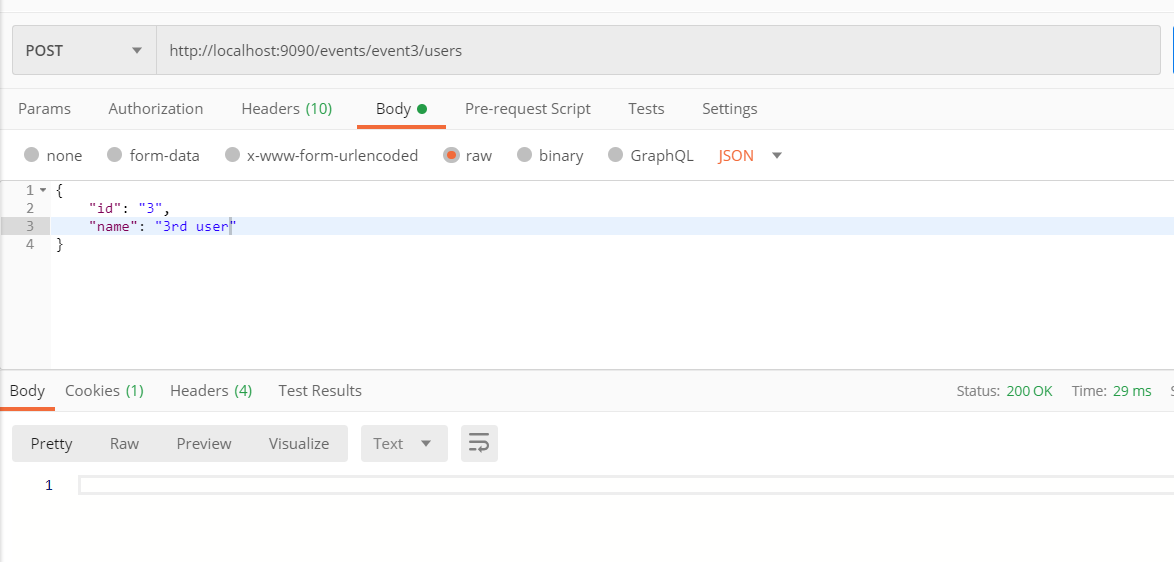 POST http://localhost:9090/events/event3/users
Params Authorization Headers (10) Body Pre-request Script Tests Settings
none form-data x-www-form-urlencoded raw binary GraphQL JSON
1 {
2 "id": "3",
3 "name": "3rd user"
4 }
Body Cookies (1) Headers (4) Test Results Status: 200 OK Time: 29 ms
Pretty Raw Preview Visualize Text
1